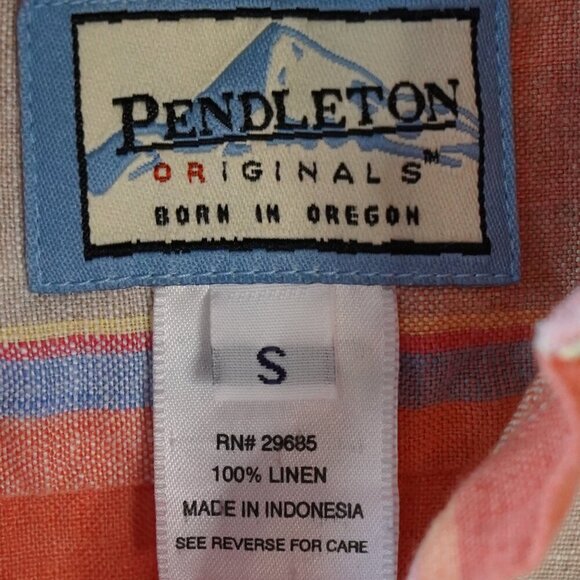 PENDLETON
ORIGINALS™
BORN IN OREGON
S
RN# 29685
100% LINEN
MADE IN INDONESIA
SEE REVERSE FOR CARE